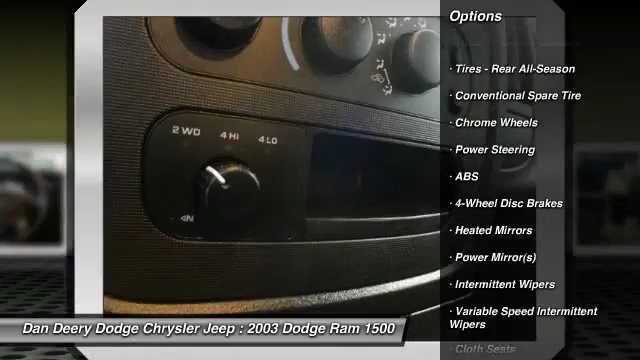 Options
· Tires - Rear All-Season
· Conventional Spare Tire
· Chrome Wheels
· Power Steering
· ABS
· 4-Wheel Disc Brakes
· Heated Mirrors
· Power Mirror(s)
· Intermittent Wipers
· Variable Speed Intermittent
Wipers
· Cloth Seats
2WD 4HI 4LO
N
Dan Deery Dodge Chrysler Jeep : 2003 Dodge Ram 1500